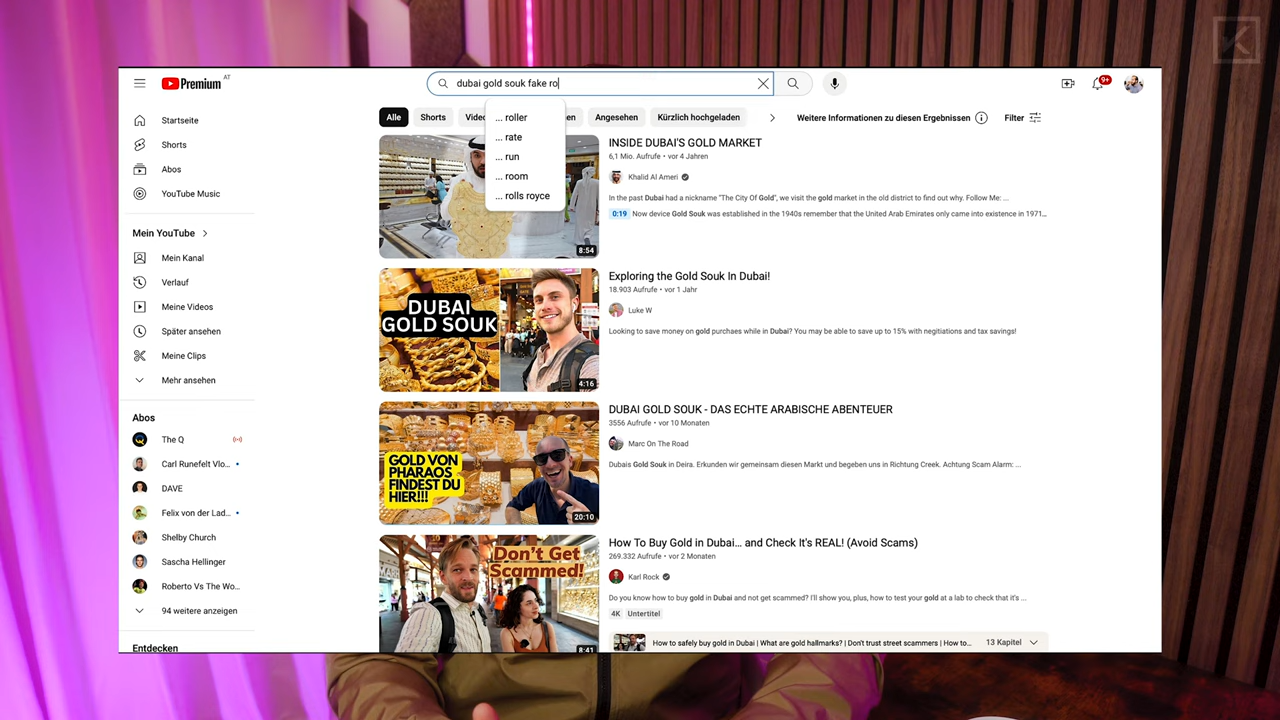 K
Premium AT
dubai gold souk fake ro
9+
... roller
... rate
... run
... room
... rolls royce
Alle
Shorts
Angesehen
Kürzlich hochgeladen
Weitere Informationen zu diesen Ergebnissen
Filter
Startseite
Shorts
Abos
YouTube Music
Mein YouTube
Mein Kanal
Verlauf
Meine Videos
Später ansehen
Meine Clips
Mehr ansehen
Abos
The Q
Carl Runefelt Vlo...
DAVE
Felix von der Lad...
Shelby Church
Sascha Hellinger
Roberto Vs The Wo...
94 weitere anzeigen
Entdecken
8:54
INSIDE DUBAI'S GOLD MARKET
6,1 Mio. Aufrufe • vor 4 Jahren
Khalid Al Ameri
In the past Dubai had a nickname "The City Of Gold", we visit the gold market in the old district to find out why. Follow Me: ...
0:19 Now device Gold Souk was established in the 1940s remember that the United Arab Emirates only came into existence in 1971...
DUBAI
GOLD SOUK
4:16
Exploring the Gold Souk In Dubai!
18.903 Aufrufe • vor 1 Jahr
Luke W
Looking to save money on gold purchaes while in Dubai? You may be able to save up to 15% with negitiations and tax savings!
GOLD VON
PHARAOS
FINDEST DU
HIER!!!
20:10
DUBAI GOLD SOUK - DAS ECHTE ARABISCHE ABENTEUER
3556 Aufrufe • vor 10 Monaten
Marc On The Road
Dubais Gold Souk in Deira. Erkunden wir gemeinsam diesen Markt und begeben uns in Richtung Creek. Achtung Scam Alarm: ...
Don't Get
Scammed!
8:41
How To Buy Gold in Dubai... and Check It's REAL! (Avoid Scams)
269.332 Aufrufe • vor 2 Monaten
Karl Rock
Do you know how to buy gold in Dubai and not get scammed? I'll show you, plus, how to test your gold at a lab to check that it's ...
4K Untertitel
How to safely buy gold in Dubai | What are gold hallmarks? | Don't trust street scammers | How to...
13 Kapitel